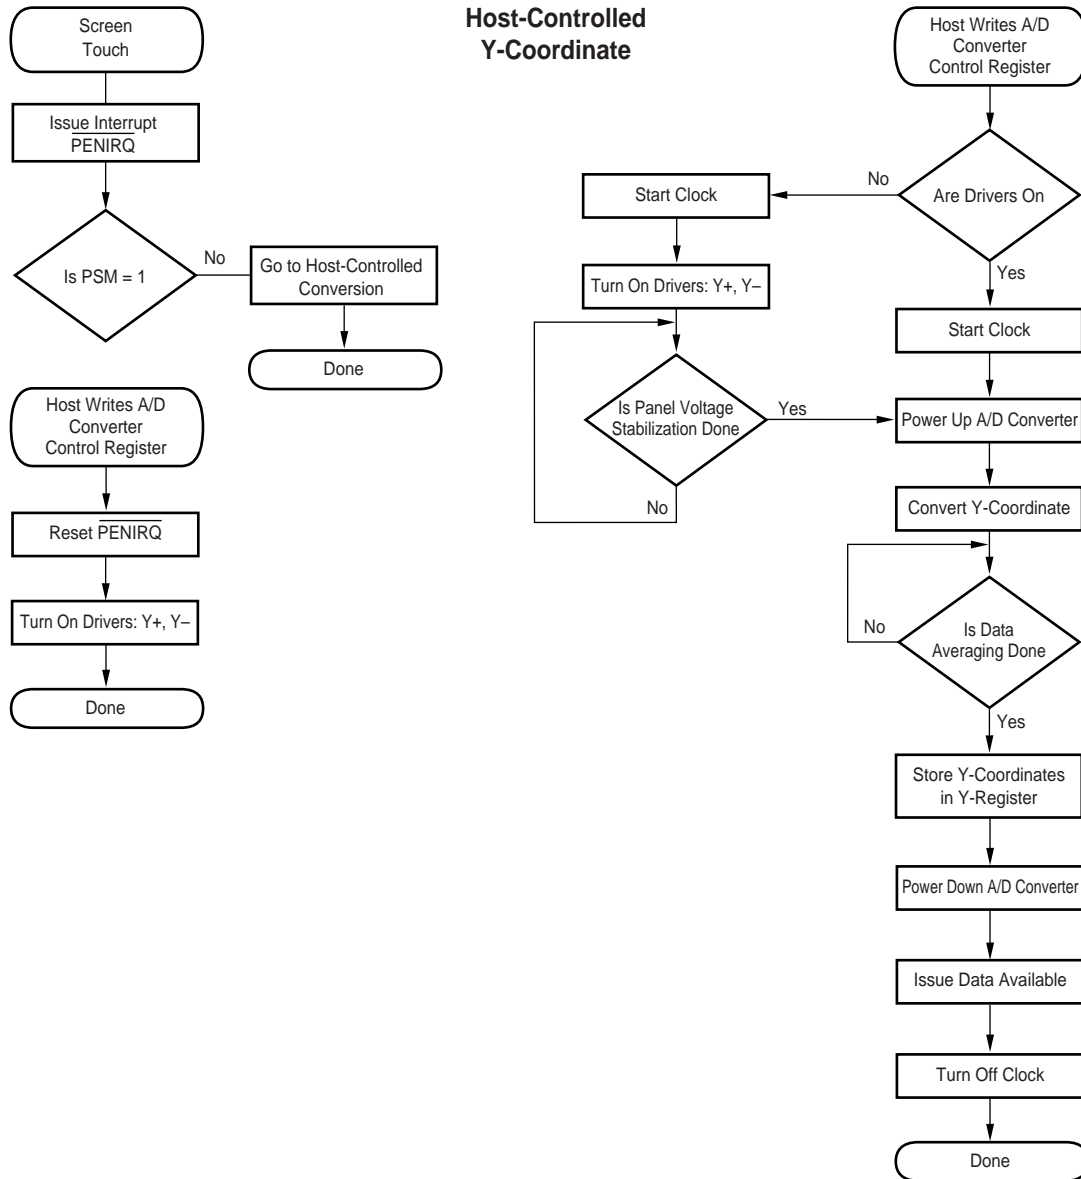 Host-Controlled
Y-Coordinate
Screen
Touch
Issue Interrupt
PENIRQ
Is PSM = 1
No
Go to Host-Controlled
Conversion
Done
Host Writes A/D
Converter
Control Register
Reset PENIRQ
Turn On Drivers: Y+, Y–
Done
Host Writes A/D
Converter
Control Register
Are Drivers On
No
Start Clock
Turn On Drivers: Y+, Y–
Is Panel Voltage
Stabilization Done
Yes
No
Yes
Start Clock
Power Up A/D Converter
Convert Y-Coordinate
Is Data
Averaging Done
No
Yes
Store Y-Coordinates
in Y-Register
Power Down A/D Converter
Issue Data Available
Turn Off Clock
Done